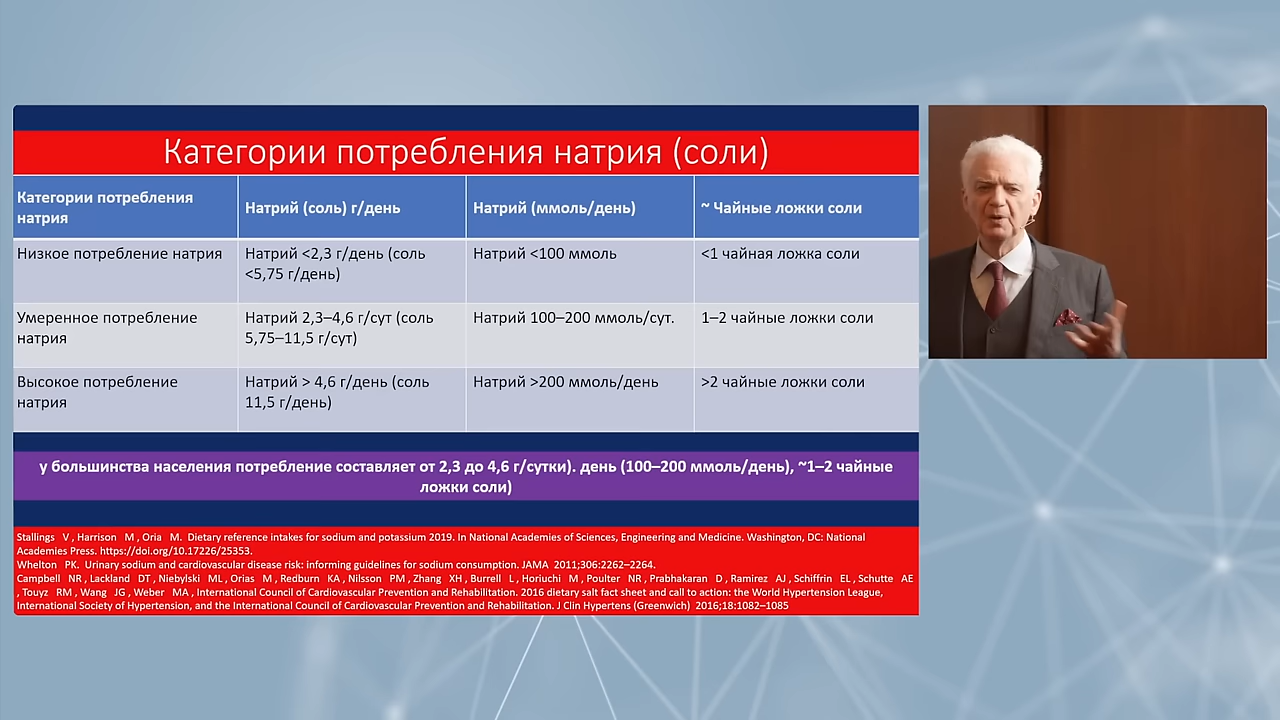 Категории потребления натрия (соли)
Категории потребления
натрия
Натрий (соль) г/день
Натрий (ммоль/день)
~ Чайные ложки соли
Низкое потребление натрия
Натрий <2,3 г/день (соль
<5,75 г/день)
Натрий <100 ммоль
<1 чайная ложка соли
Умеренное потребление
натрия
Натрий 2,3–4,6 г/сут (соль
5,75–11,5 г/сут)
Натрий 100–200 ммоль/сут.
1–2 чайные ложки соли
Высокое потребление
натрия
Натрий > 4,6 г/день (соль
11,5 г/день)
Натрий >200 ммоль/день
>2 чайные ложки соли
у большинства населения потребление составляет от 2,3 до 4,6 г/сутки). день (100–200 ммоль/день), ~1–2 чайные
ложки соли)
Stallings V , Harrison M , Oria M. Dietary reference intakes for sodium and potassium 2019. In National Academies of Sciences, Engineering and Medicine. Washington, DC: National
Academies Press. https://doi.org/10.17226/25353.
Whelton PK. Urinary sodium and cardiovascular disease risk: informing guidelines for sodium consumption. JAMA 2011;306:2262–2264.
Campbell NR , Lackland DT , Niebylski ML , Orias M , Redburn KA , Nilsson PM , Zhang XH , Burrell L , Horiuchi M , Poulter NR , Prabhakaran D , Ramirez AJ , Schiffrin EL , Schutte AE
, Touyz RM , Wang JG , Weber MA , International Council of Cardiovascular Prevention and Rehabilitation. 2016 dietary salt fact sheet and call to action: the World Hypertension League,
International Society of Hypertension, and the International Council of Cardiovascular Prevention and Rehabilitation. J Clin Hypertens (Greenwich) 2016;18:1082–1085